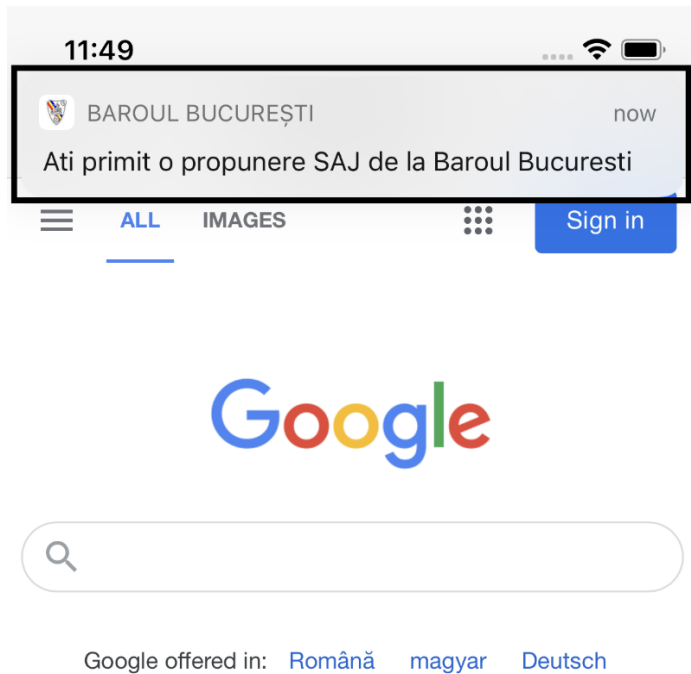 11:49
BAROUL BUCUREȘTI now
Ati primit o propunere SAJ de la Baroul Bucuresti
ALL IMAGES Sign in
Google
Google offered in: Română magyar Deutsch